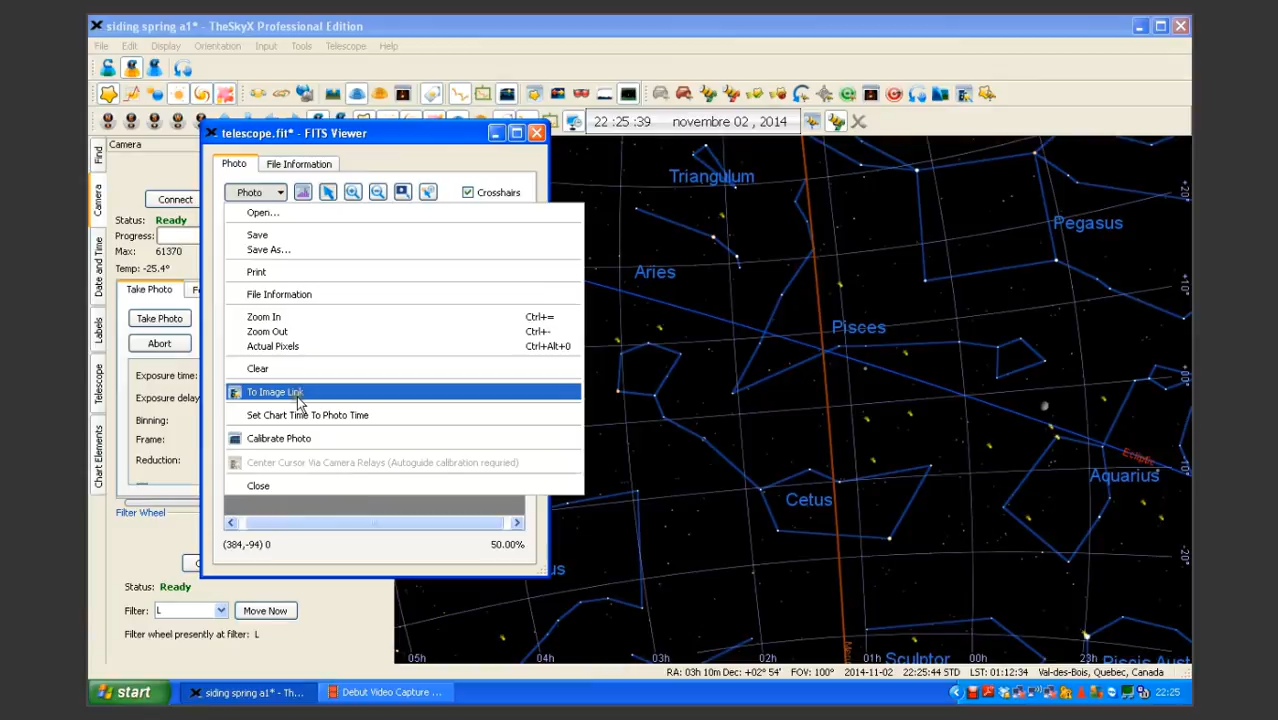 siding spring a1* - TheSkyX Professional Edition
File Edit Display Orientation Input Tools Telescope Help
22 :25 :39 novembre 02 , 2014
telescope.fit* - FITS Viewer
Camera
Photo File Information
Find
Camera
Date and Time
Labels
Telescope
Chart Elements
Connect
Status: Ready
Progress:
Max: 61370
Temp: -25.4°
Take Photo
Take Photo
Abort
Exposure time:
Exposure delay
Binning:
Frame:
Reduction:
Filter Wheel
Status: Ready
Filter: L Move Now
Filter wheel presently at filter: L
Photo Crosshairs
Open...
Save
Save As...
Print
File Information
Zoom In Ctrl+=
Zoom Out Ctrl+-
Actual Pixels Ctrl+Alt+0
Clear
To Image Link
Set Chart Time To Photo Time
Calibrate Photo
Center Cursor Via Camera Relays (Autoguide calibration requried)
Close
(384,-94) 0 50.00%
Triangulum
Pegasus
Aries
Pisces
Ecliptic
Aquarius
Cetus
Sculptor
Piscis Aust
+20°
+10°
-10°
-20°
05h 04h 03h 02h 01h 00h 23h
RA: 03h 10m Dec: +02° 54' FOV: 100° 2014-11-02 22:25:44 STD LST: 01:12:34 Val-des-Bois, Quebec, Canada
start siding spring a1* - Th... Debut Video Capture ... 22:25